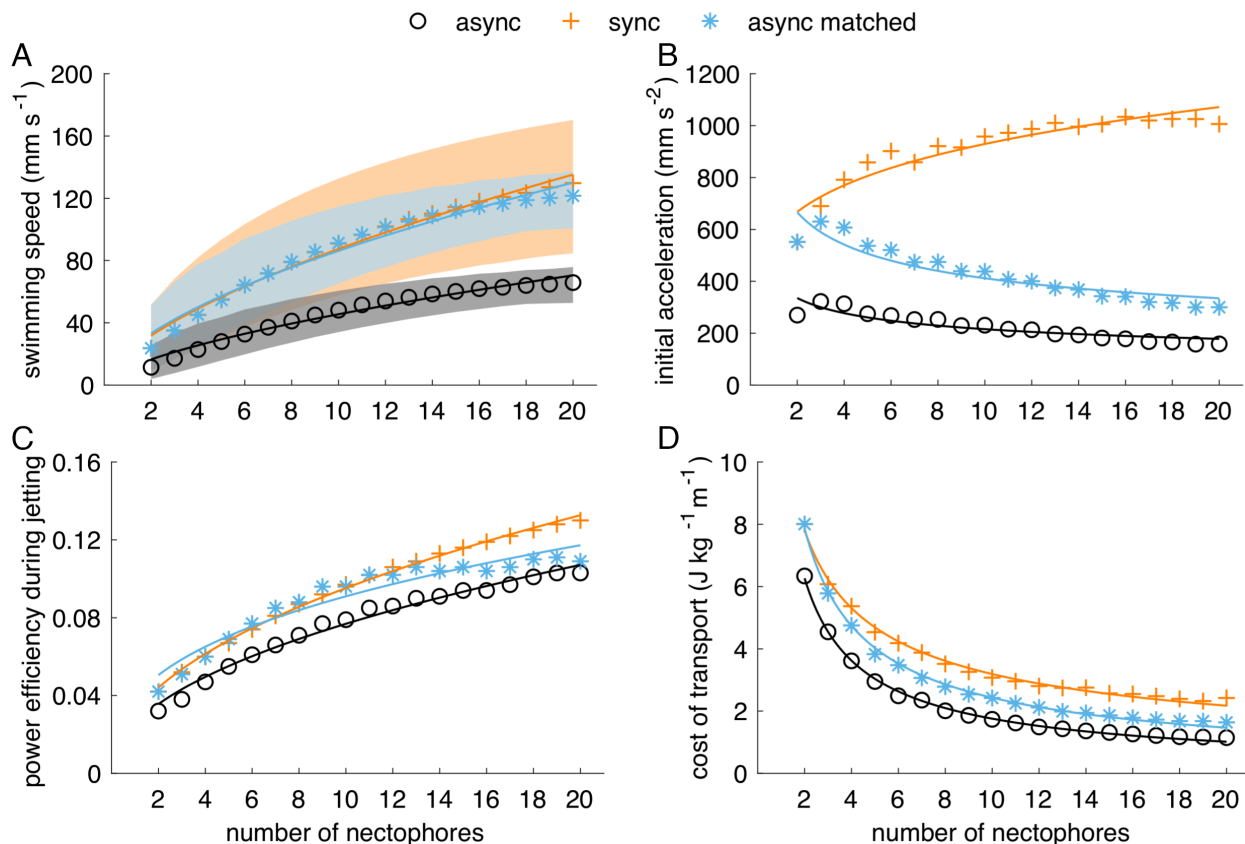 async sync async matched
A
swimming speed (mm s-1)
200
160
120
80
40
0
2 4 6 8 10 12 14 16 18 20
B
initial acceleration (mm s-2)
1200
1000
800
600
400
200
0
2 4 6 8 10 12 14 16 18 20
C
power efficiency during jetting
0.16
0.12
0.08
0.04
0
2 4 6 8 10 12 14 16 18 20
number of nectophores
D
cost of transport (J kg-1m-1)
10
8
6
4
2
0
2 4 6 8 10 12 14 16 18 20
number of nectophores